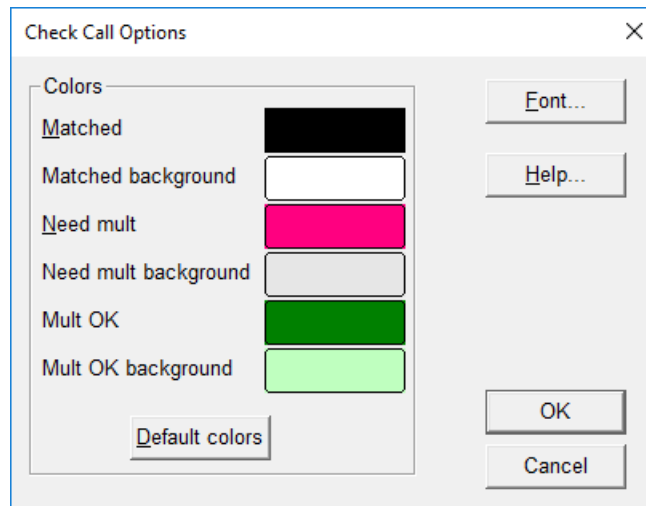 Check Call Options
Colors
Matched
Matched background
Need mult
Need mult background
Mult OK
Mult OK background
Default colors
Font...
Help...
OK
Cancel